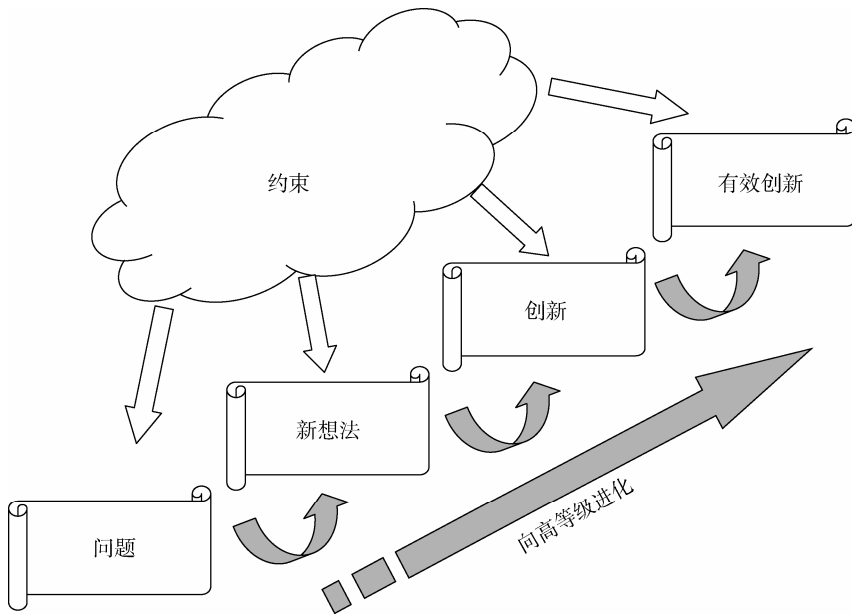 约束
有效创新
创新
新想法
问题
向高等级进化